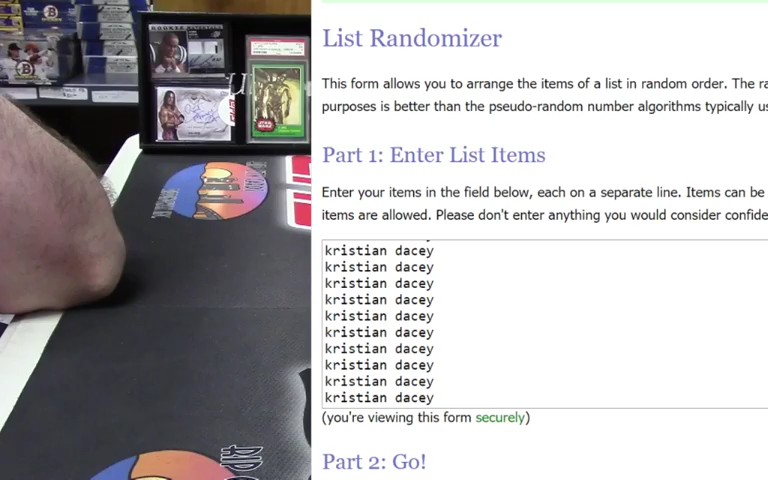 List Randomizer
This form allows you to arrange the items of a list in random order. The ra
purposes is better than the pseudo-random number algorithms typically us
Part 1: Enter List Items
Enter your items in the field below, each on a separate line. Items can be
items are allowed. Please don't enter anything you would consider confide
kristian dacey
kristian dacey
kristian dacey
kristian dacey
kristian dacey
kristian dacey
kristian dacey
kristian dacey
kristian dacey
kristian dacey
(you're viewing this form securely)
Part 2: Go!
STAR WARS